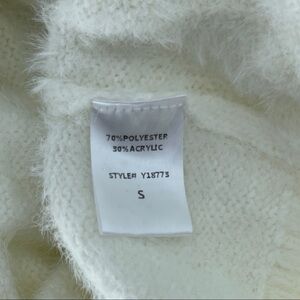 70%POLYESTER
30%ACRYLIC
STYLE# Y18773
S